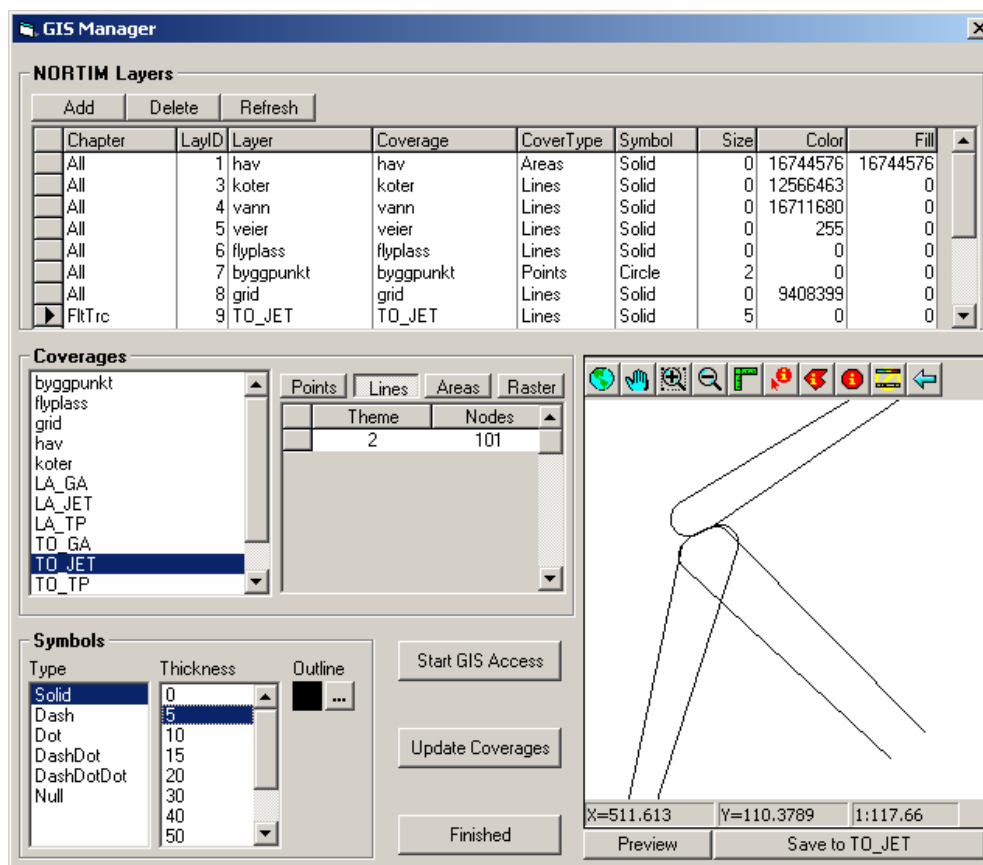 GIS Manager
NORTIM Layers
Add Delete Refresh
Chapter LayID Layer Coverage CoverType Symbol Size Color Fill
All 1 hav hav Areas Solid 0 16744576 16744576
All 3 koter koter Lines Solid 0 12566463 0
All 4 vann vann Lines Solid 0 16711680 0
All 5 veier veier Lines Solid 0 255 0
All 6 flyplass flyplass Lines Solid 0 0 0
All 7 byggpunkt byggpunkt Points Circle 2 0 0
All 8 grid grid Lines Solid 0 9408399 0
FltTrc 9 TO_JET TO_JET Lines Solid 5 0 0
Coverages
byggpunkt
flyplass
grid
hav
koter
LA_GA
LA_JET
LA_TP
TO_GA
TO_JET
TO_TP
Points Lines Areas Raster
Theme Nodes
2 101
Symbols
Type
Solid
Dash
Dot
DashDot
DashDotDot
Null
Thickness
0
5
10
15
20
30
40
50
Outline
...
Start GIS Access
Update Coverages
Finished
X=511.613 Y=110.3789 1:117.66
Preview Save to TO_JET